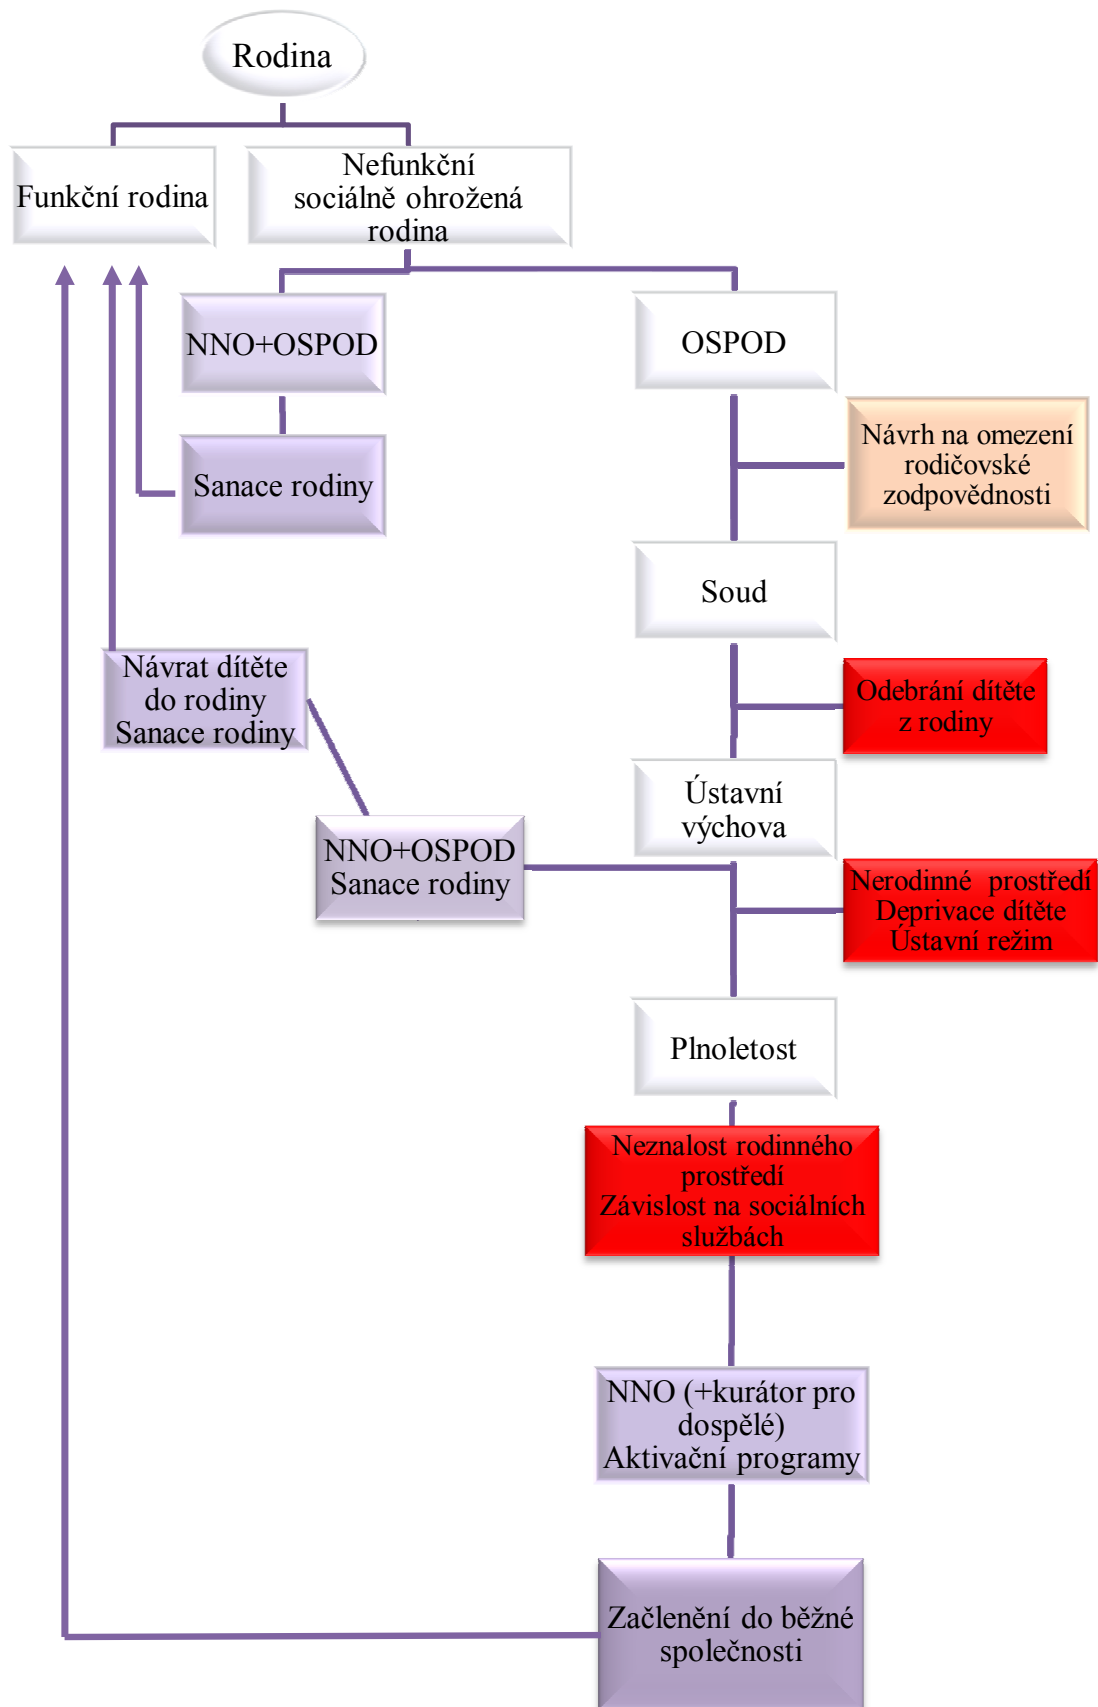 Rodina
Funkční rodina
Nefunkční
sociálně ohrožená
rodina
NNO+OSPOD
OSPOD
Návrh na omezení
rodičovské
zodpovědnosti
Sanace rodiny
Soud
Návrat dítěte
do rodiny
Sanace rodiny
Odebrání dítěte
z rodiny
Ústavní
výchova
NNO+OSPOD
Sanace rodiny
Nerodinné prostředí
Deprivace dítěte
Ústavní režim
Plnoletost
Neznalost rodinného
prostředí
Závislost na sociálních
službách
NNO (+kurátor pro
dospělé)
Aktivační programy
Začlenění do běžné
společnosti